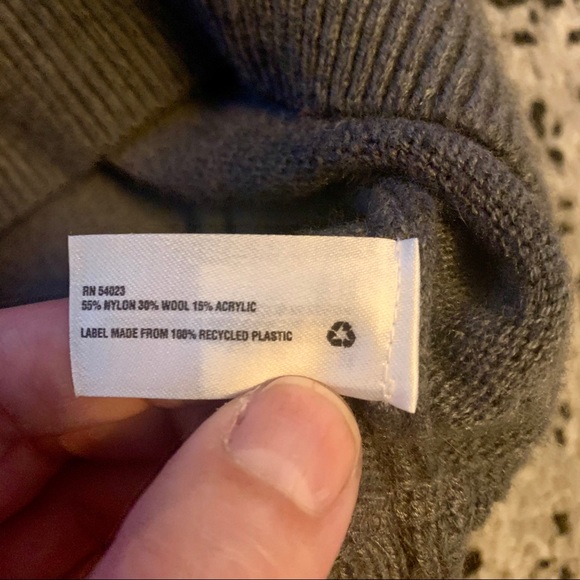 RN 54023
55% NYLON 30% WOOL 15% ACRYLIC
LABEL MADE FROM 100% RECYCLED PLASTIC